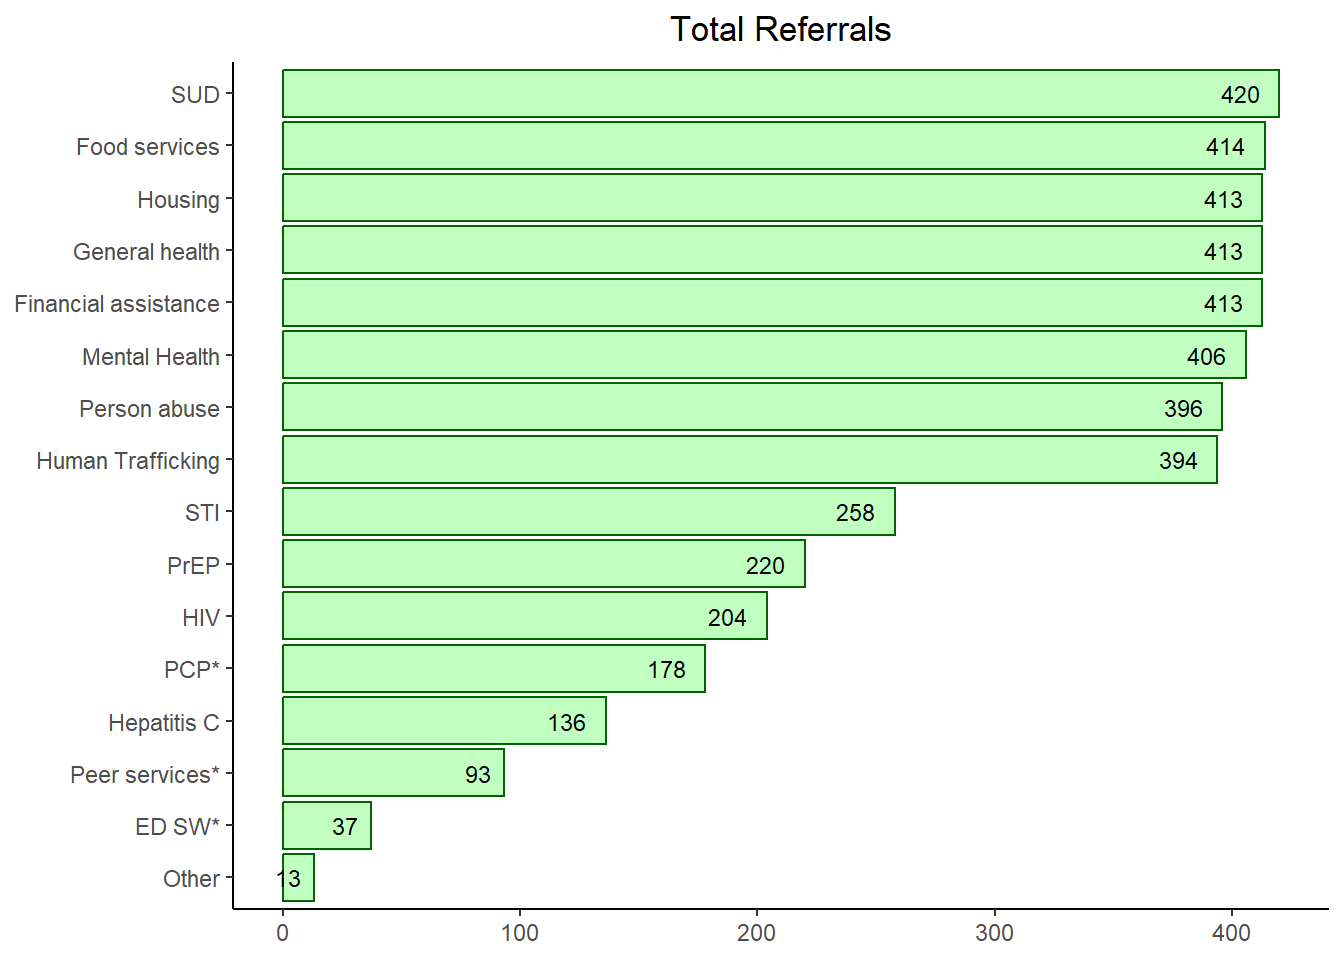 Total Referrals
SUD 420
Food services 414
Housing 413
General health 413
Financial assistance 413
Mental Health 406
Person abuse 396
Human Trafficking 394
STI 258
PrEP 220
HIV 204
PCP* 178
Hepatitis C 136
Peer services* 93
ED SW* 37
Other 13
0 100 200 300 400